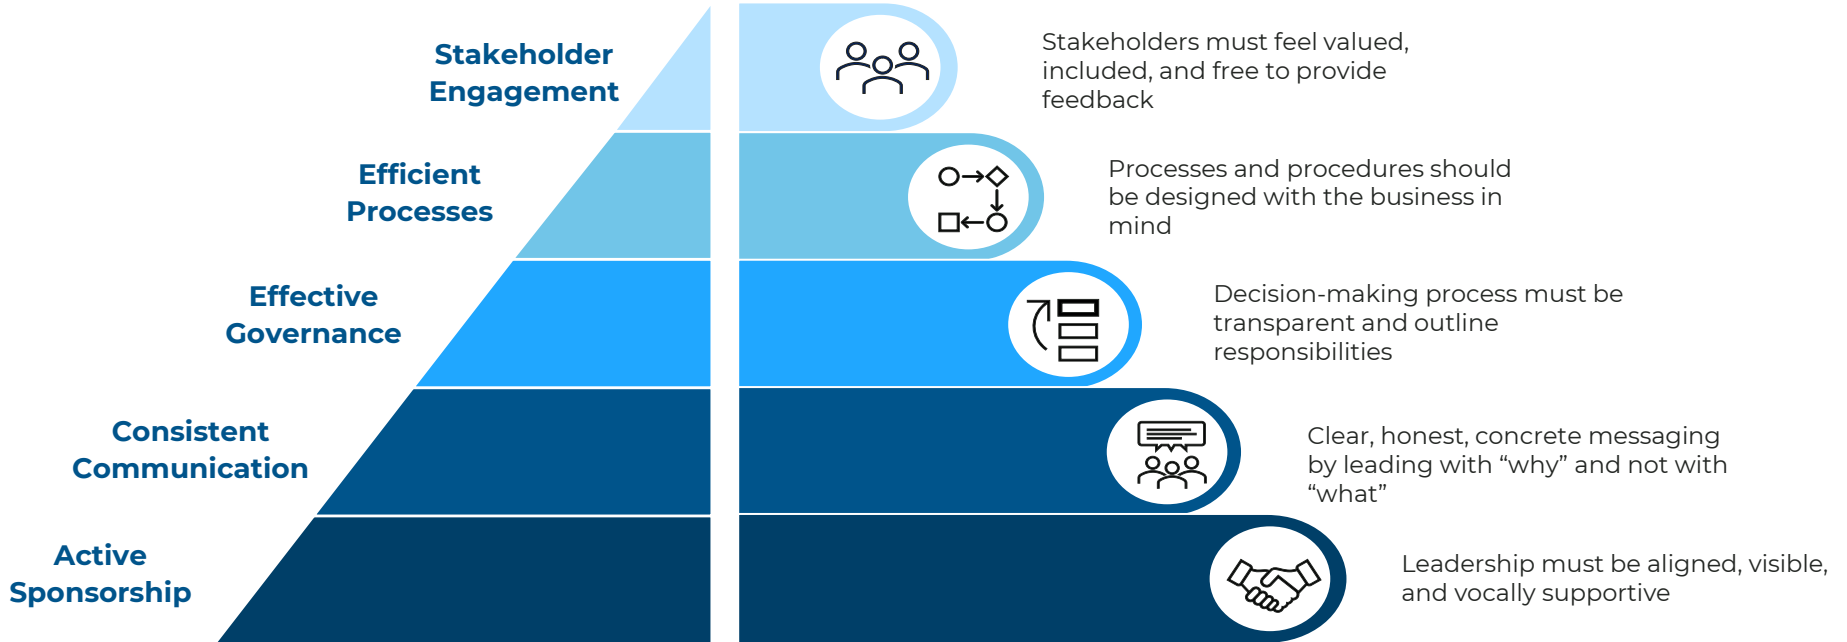 Stakeholder
Engagement
Stakeholders must feel valued,
included, and free to provide
feedback
Efficient
Processes
Processes and procedures should
be designed with the business in
mind
Effective
Governance
Decision-making process must be
transparent and outline
responsibilities
Consistent
Communication
Clear, honest, concrete messaging
by leading with “why” and not with
“what”
Active
Sponsorship
Leadership must be aligned, visible,
and vocally supportive